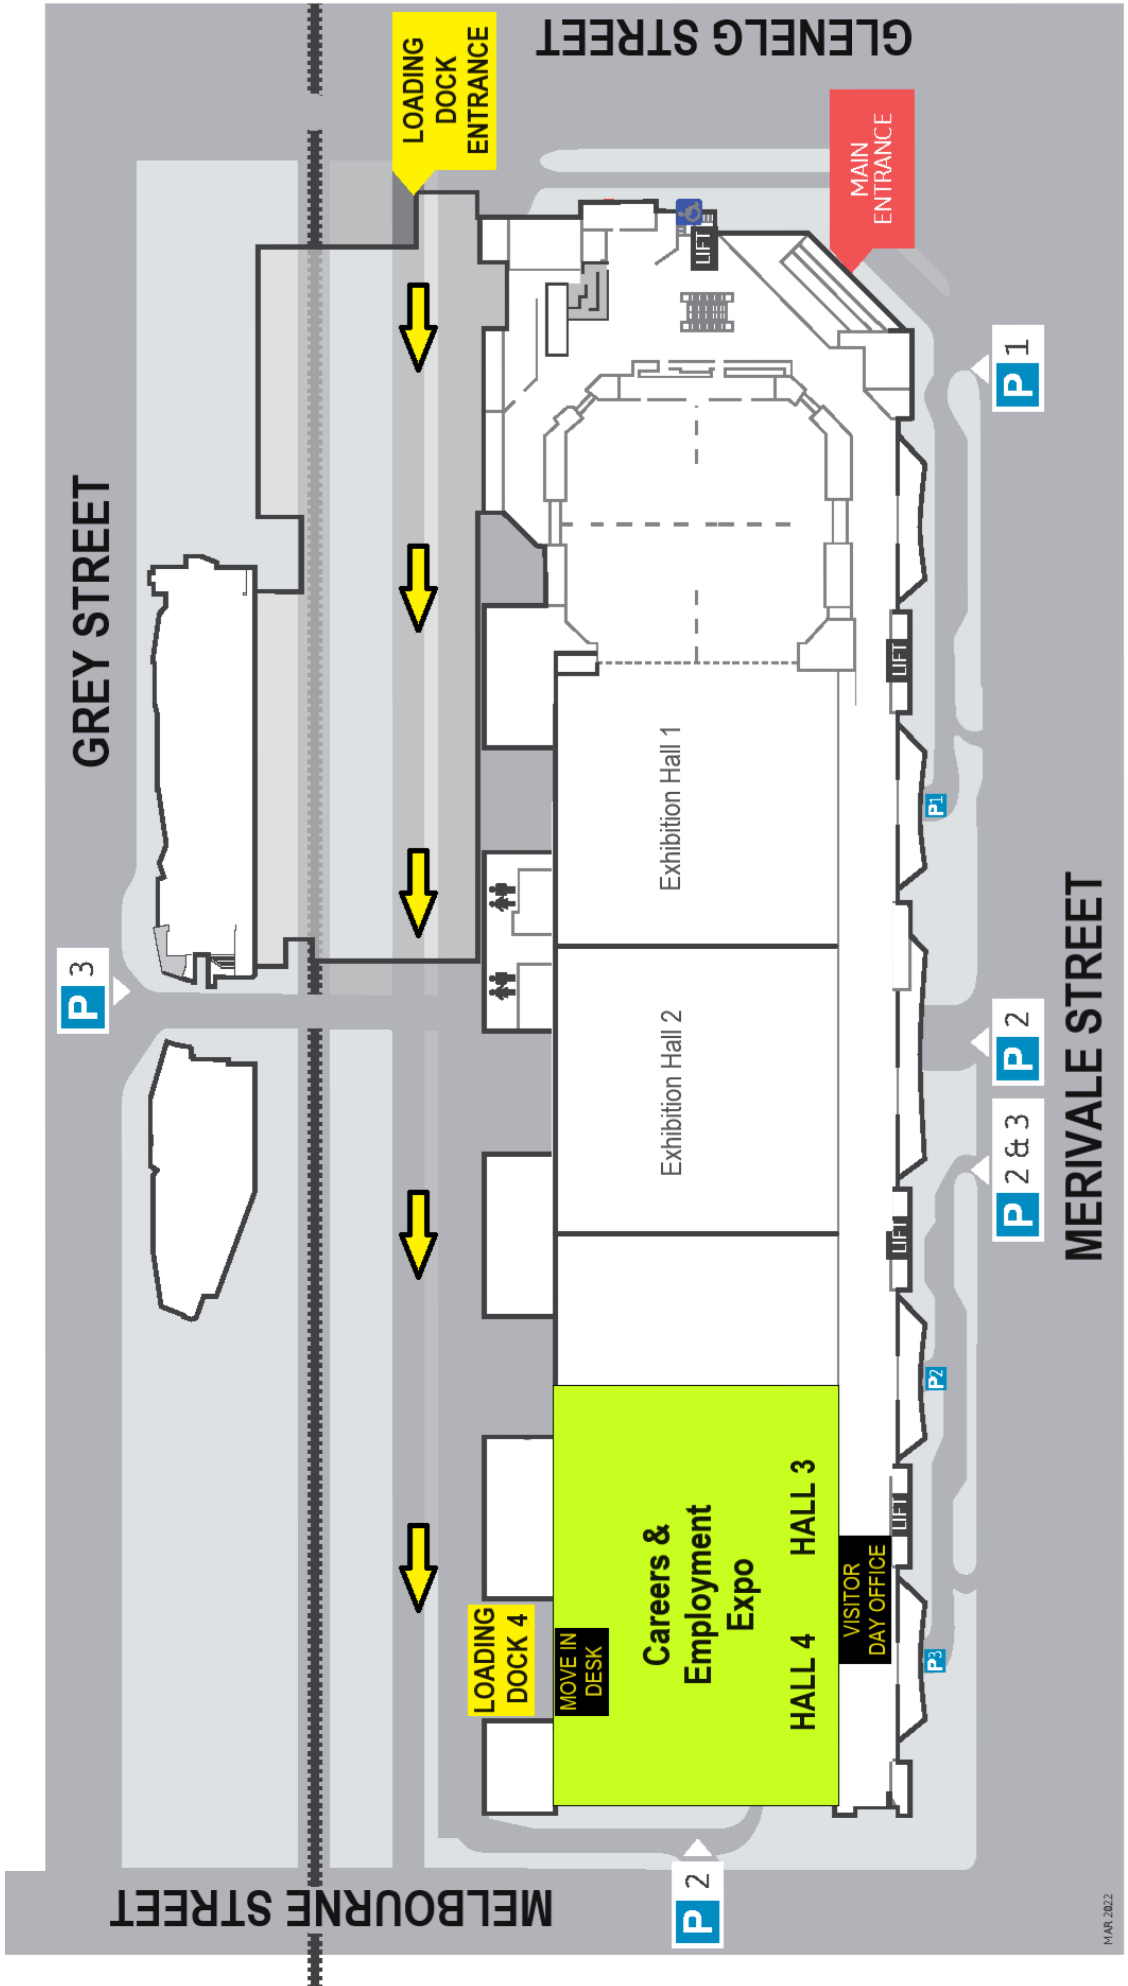 GLENELG STREET
LOADING
DOCK
ENTRANCE
MAIN
ENTRANCE
LIFT
P 1
GREY STREET
LIFT
Exhibition Hall 1
P1
P 3
Exhibition Hall 2
P 2
P 2 & 3
MERIVALE STREET
LIFT
P2
Careers &
Employment
Expo
HALL 3
HALL 4
LIFT
VISITOR
DAY OFFICE
LOADING
DOCK 4
MOVE IN
DESK
P3
P 2
MELBOURNE STREET
MAR 2022